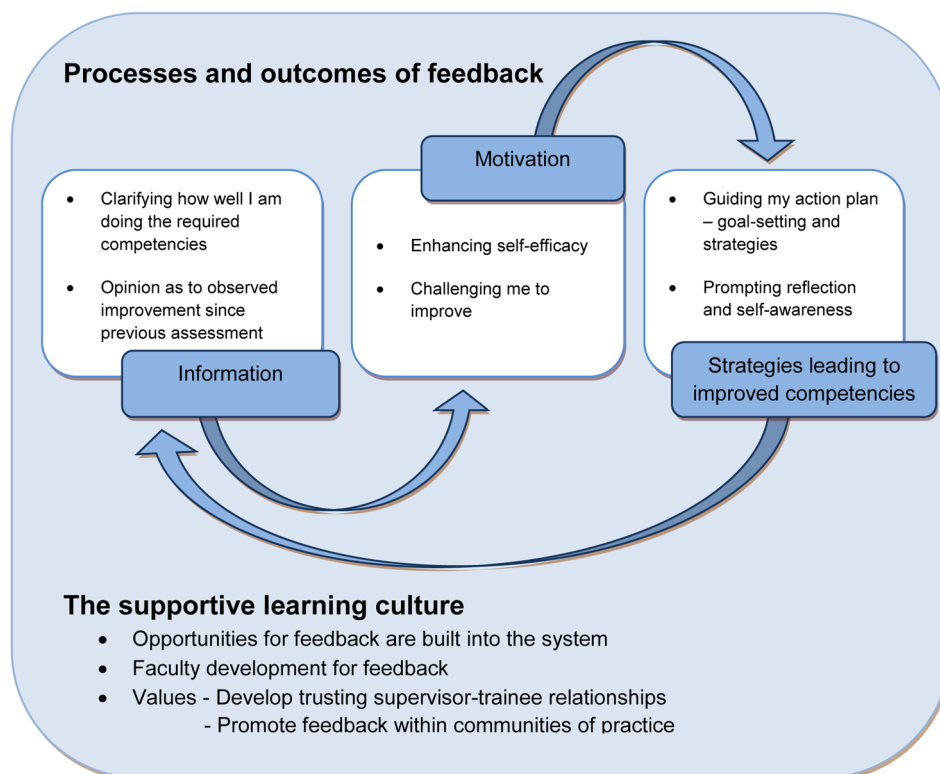 Processes and outcomes of feedback
Motivation
• Clarifying how well I am
doing the required
competencies
• Opinion as to observed
improvement since
previous assessment
Information
• Enhancing self-efficacy
• Challenging me to
improve
• Guiding my action plan
– goal-setting and
strategies
• Prompting reflection
and self-awareness
Strategies leading to
improved competencies
The supportive learning culture
• Opportunities for feedback are built into the system
• Faculty development for feedback
• Values - Develop trusting supervisor-trainee relationships
- Promote feedback within communities of practice